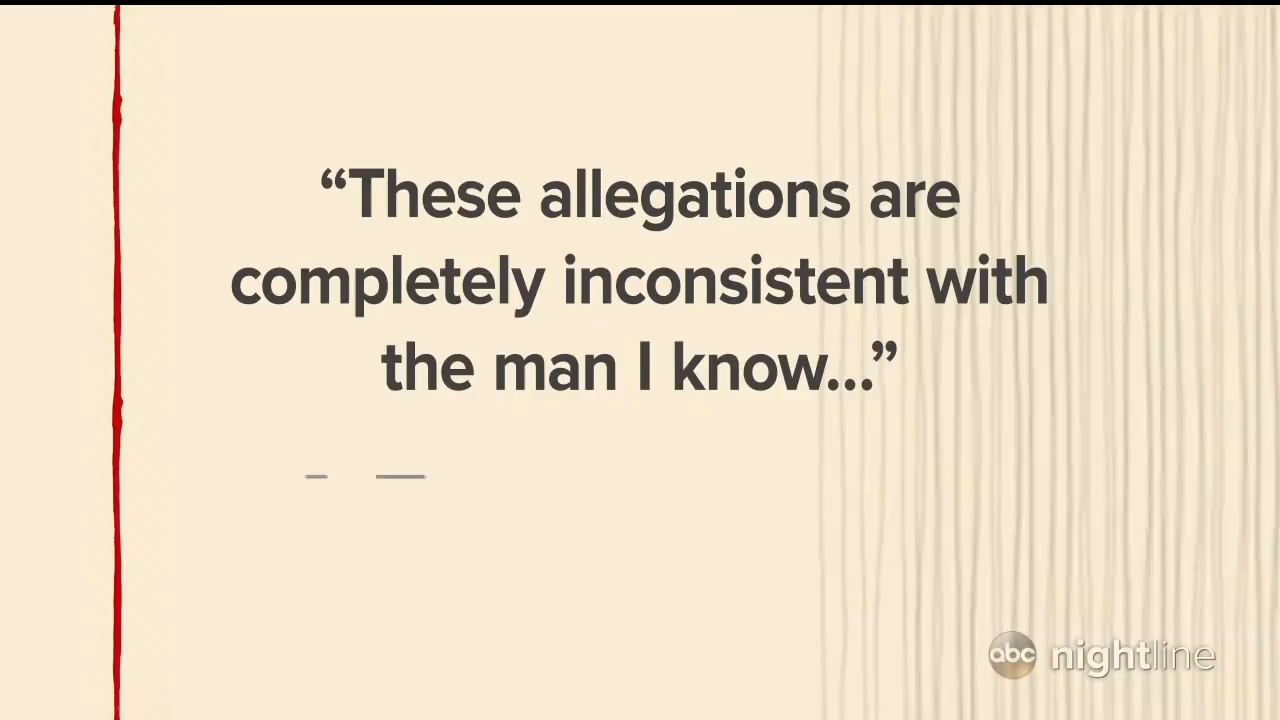 “These allegations are
completely inconsistent with
the man I know...”
abc nightline